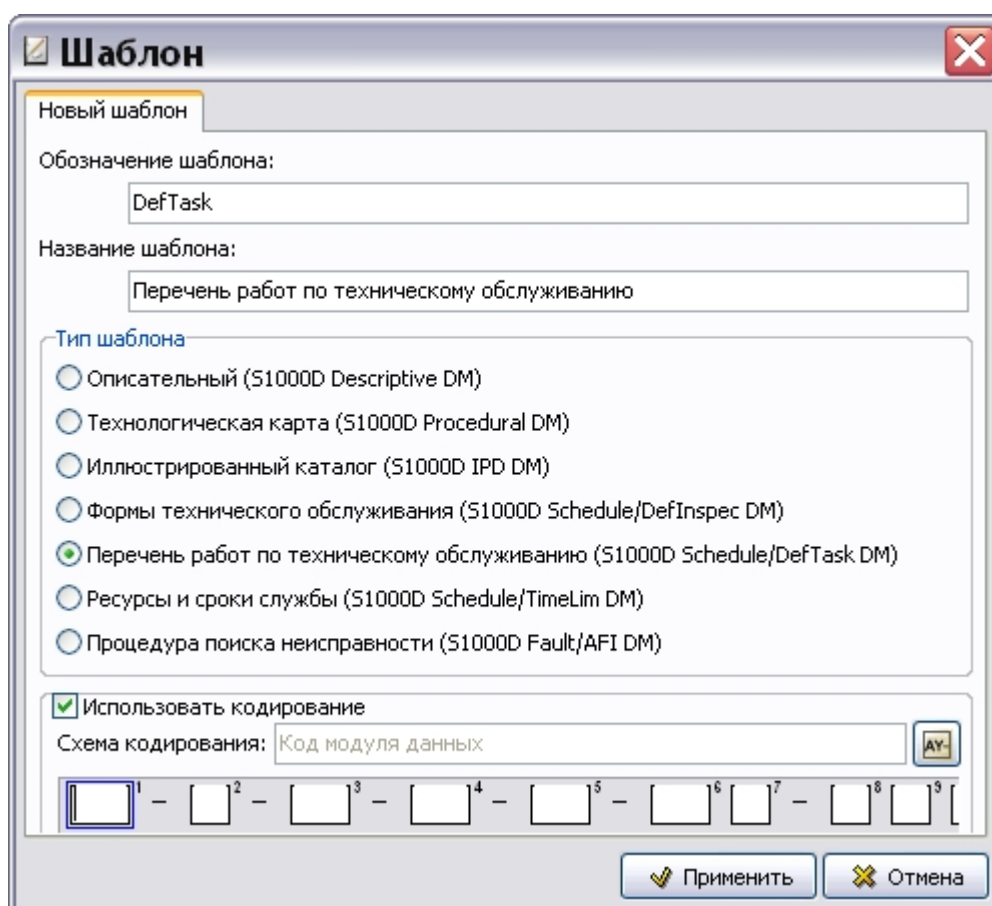 Шаблон
Новый шаблон
Обозначение шаблона:
DefTask
Название шаблона:
Перечень работ по техническому обслуживанию
Тип шаблона
Описательный (S1000D Descriptive DM)
Технологическая карта (S1000D Procedural DM)
Иллюстрированный каталог (S1000D IPD DM)
Формы технического обслуживания (S1000D Schedule/DefInspec DM)
Перечень работ по техническому обслуживанию (S1000D Schedule/DefTask DM)
Ресурсы и сроки службы (S1000D Schedule/TimeLim DM)
Процедура поиска неисправности (S1000D Fault/AFI DM)
Использовать кодирование
Схема кодирования: Код модуля данных AY-
[ ]1 – [ ]2 – [ ]3 – [ ]4 – [ ]5 – [ ]6 [ ]7 – [ ]8 [ ]9 [
Применить Отмена